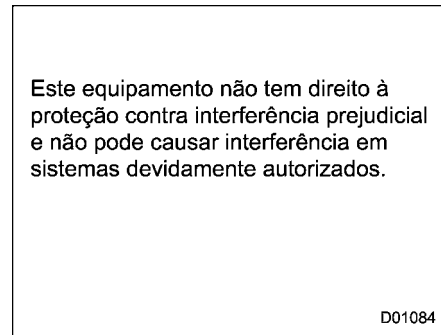 Este equipamento não tem direito à
proteção contra interferência prejudicial
e não pode causar interferência em
sistemas devidamente autorizados.
D01084